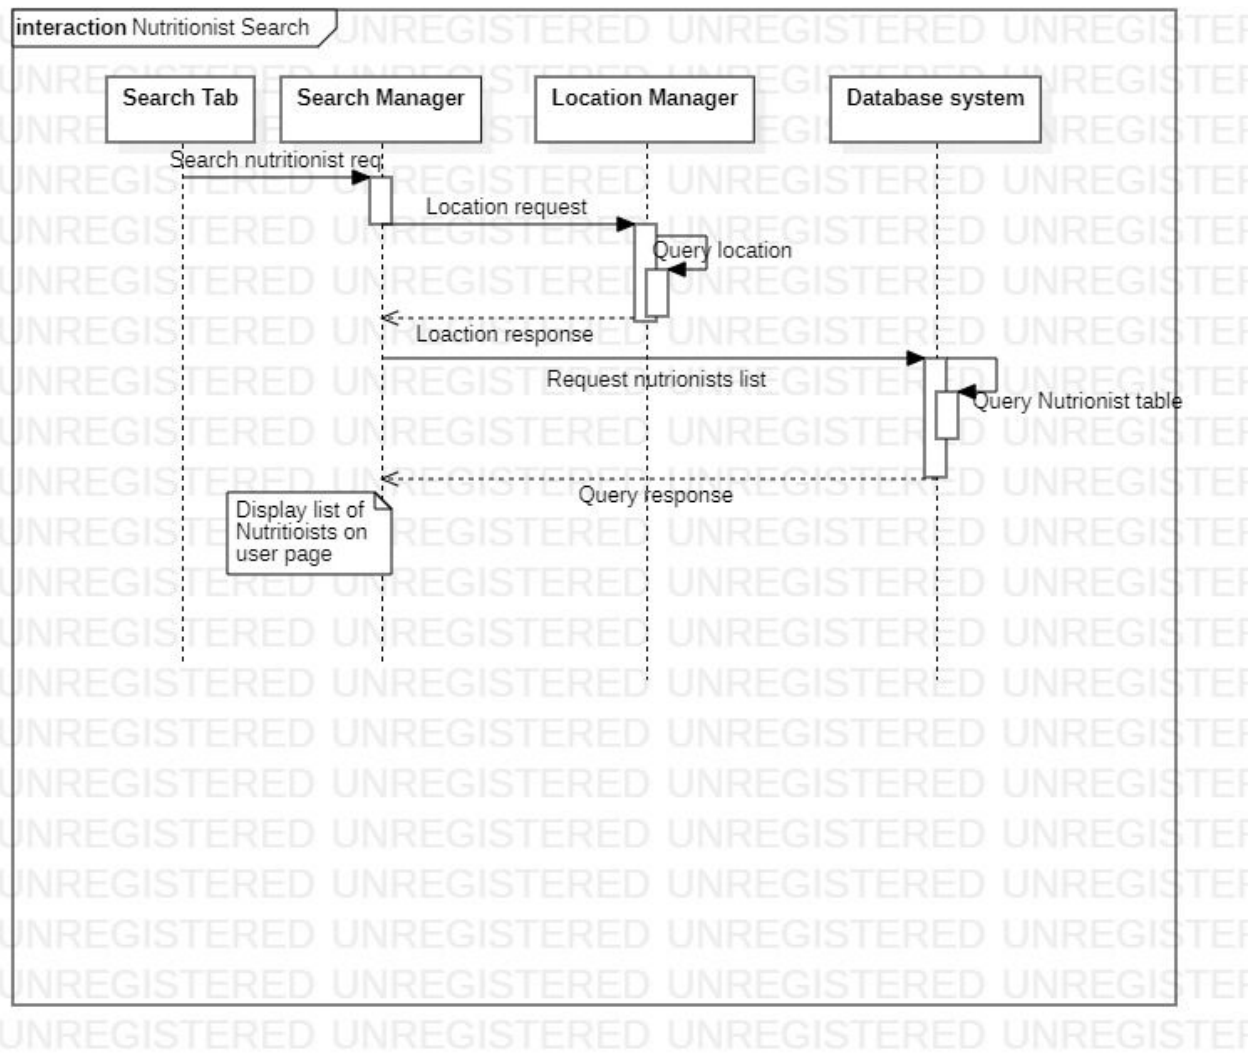 interaction Nutritionist Search
Search Tab
Search Manager
Location Manager
Database system
Search nutritionist req
Location request
Query location
Loaction response
Request nutrionists list
Query Nutrionist table
Query response
Display list of
Nutritioists on
user page
UNREGISTERED